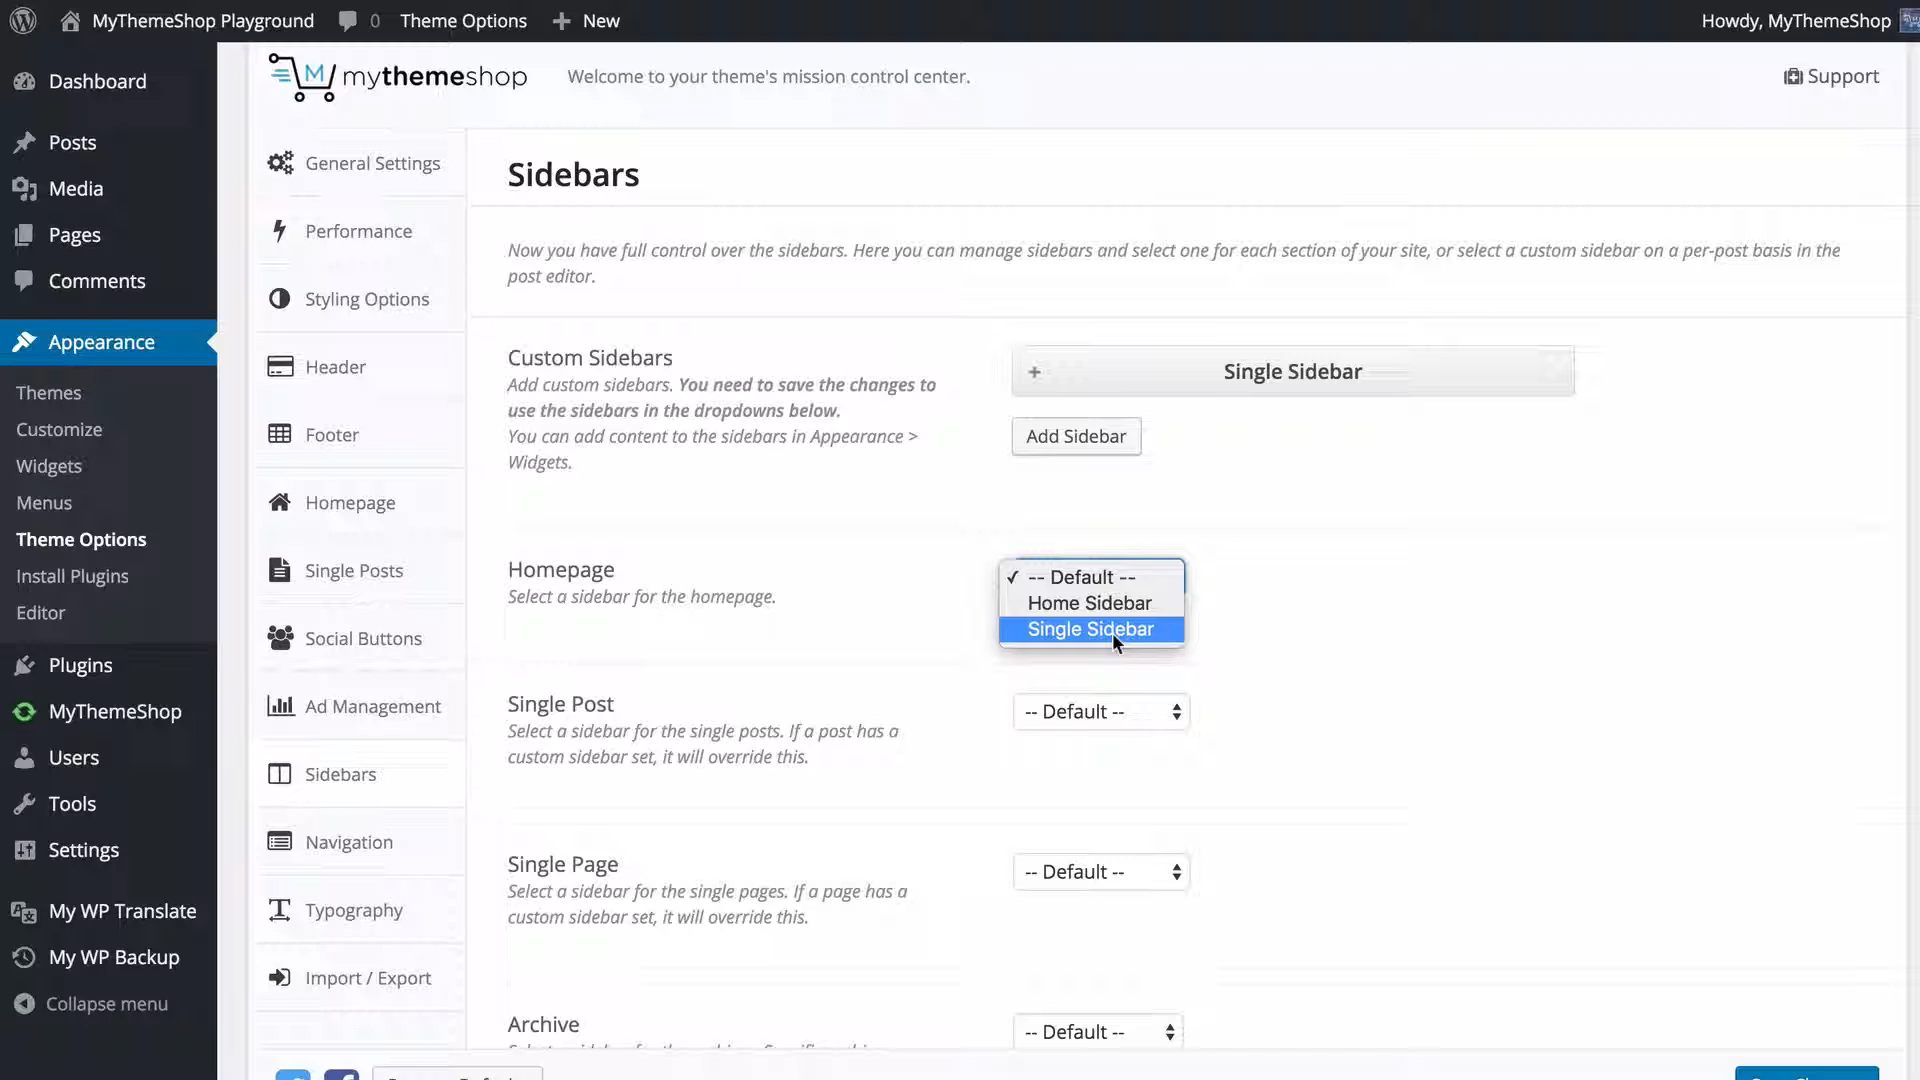 MyThemeShop Playground
0
Theme Options
New
Howdy, MyThemeShop
Dashboard
Posts
Media
Pages
Comments
Appearance
Themes
Customize
Widgets
Menus
Theme Options
Install Plugins
Editor
Plugins
MyThemeShop
Users
Tools
Settings
My WP Translate
My WP Backup
Collapse menu
M mythemeshop
Welcome to your theme's mission control center.
Support
General Settings
Performance
Styling Options
Header
Footer
Homepage
Single Posts
Social Buttons
Ad Management
Sidebars
Navigation
Typography
Import / Export
Sidebars
Now you have full control over the sidebars. Here you can manage sidebars and select one for each section of your site, or select a custom sidebar on a per-post basis in the
post editor.
Custom Sidebars
Add custom sidebars. You need to save the changes to
use the sidebars in the dropdowns below.
You can add content to the sidebars in Appearance >
Widgets.
+ Single Sidebar
Add Sidebar
Homepage
Select a sidebar for the homepage.
✓ -- Default --
Home Sidebar
Single Sidebar
Single Post
Select a sidebar for the single posts. If a post has a
custom sidebar set, it will override this.
-- Default --
Single Page
Select a sidebar for the single pages. If a page has a
custom sidebar set, it will override this.
-- Default --
Archive
-- Default --